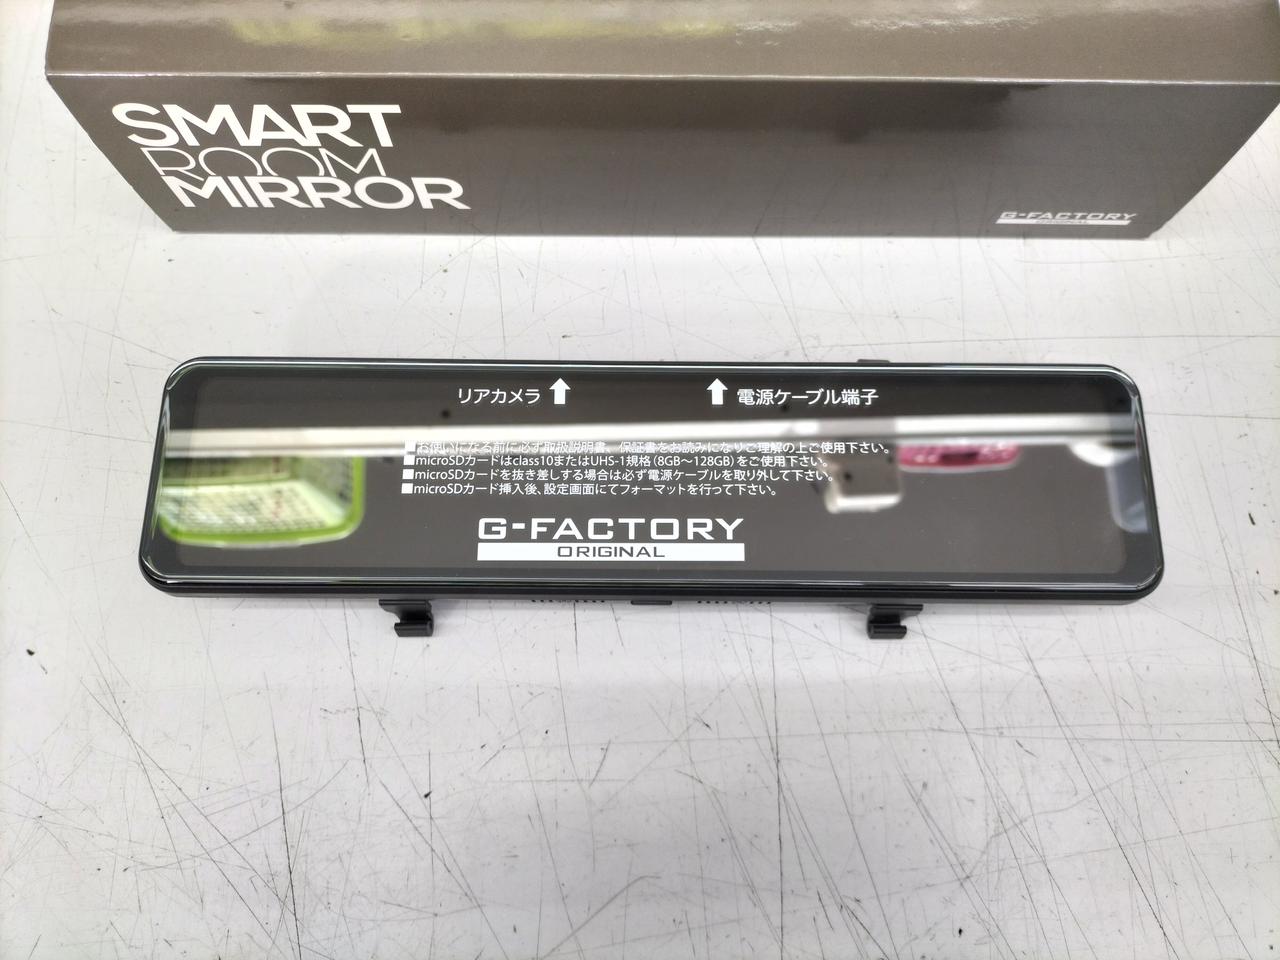 SMART
ROOM
MIRROR
G-FACTORY
ORIGINAL
リアカメラ
電源ケーブル端子
■お使いになる前に必ず取扱説明書、保証書をお読みになりご理解の上ご使用下さい。
■microSDカードはclass10またはUHS-1規格（8GB～128GB）をご使用下さい。
■microSDカードを抜き差しする場合は必ず電源ケーブルを取り外して下さい。
■microSDカード挿入後、設定画面にてフォーマットを行って下さい。
G-FACTORY
ORIGINAL